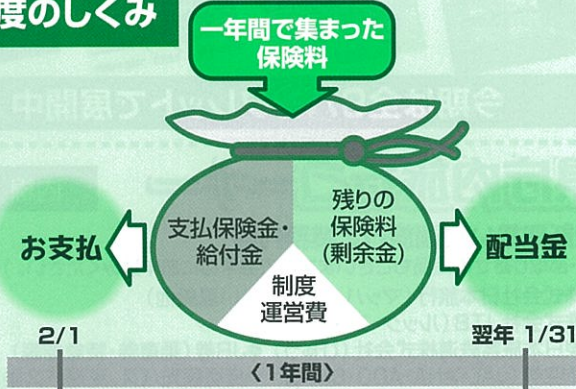 度のしくみ
一年間で集まった
保険料
支払保険金・
給付金
残りの
保険料
(剰余金)
制度
運営費
お支払
配当金
2/1
翌年 1/31
〈1年間〉